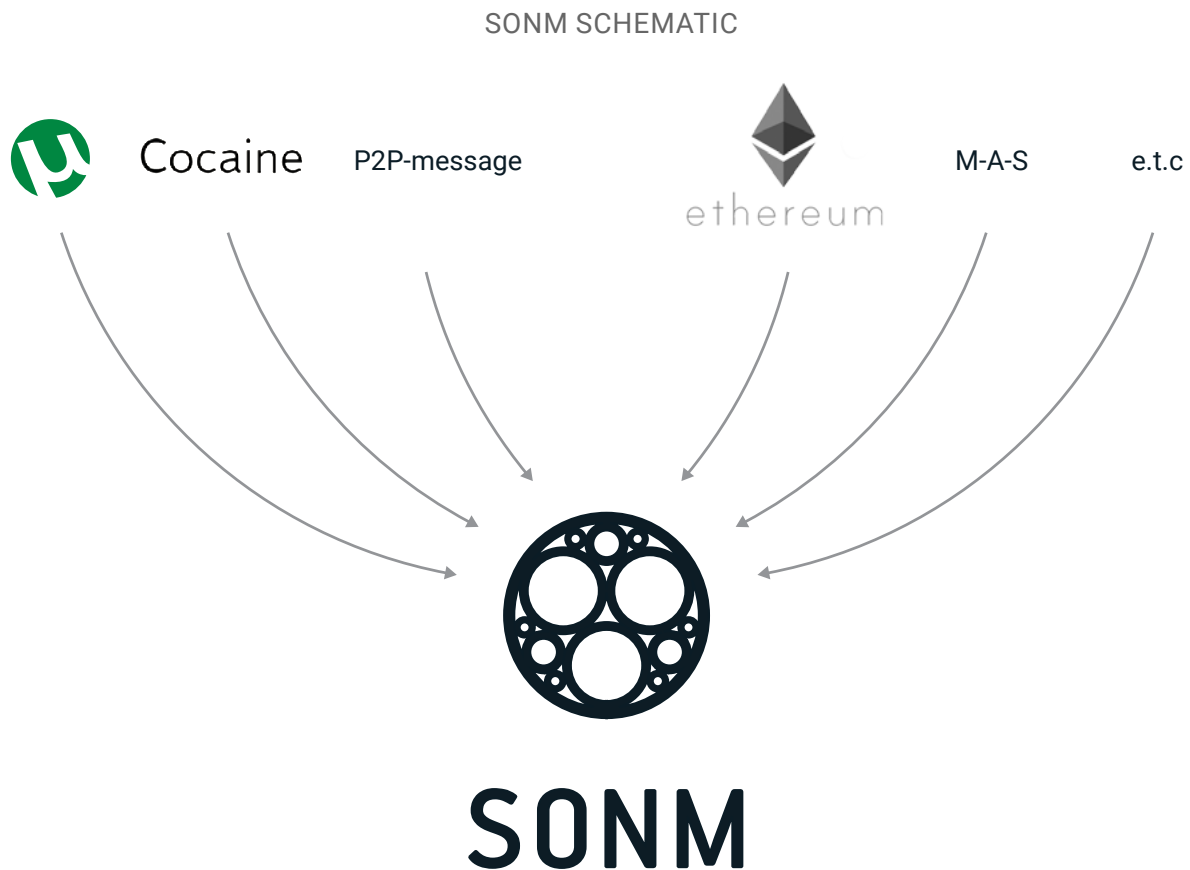 SONM SCHEMATIC
µ
Cocaine
P2P-message
ethereum
M-A-S
e.t.c
SONM